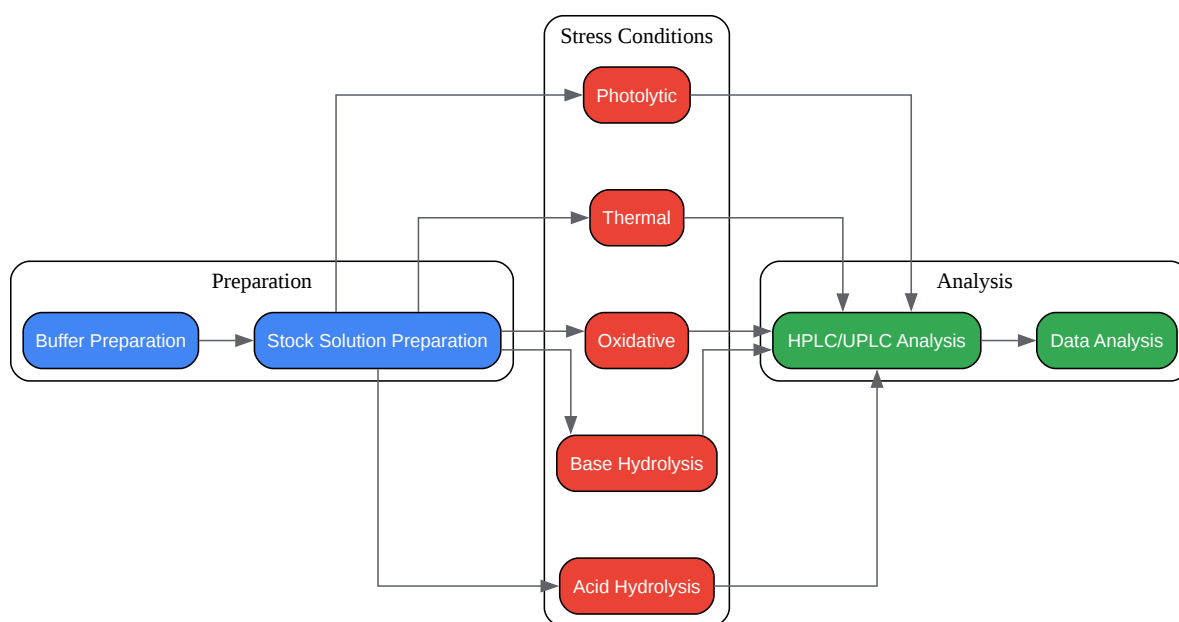 Stress Conditions
Photolytic
Thermal
Preparation
Analysis
Buffer Preparation
Stock Solution Preparation
Oxidative
HPLC/UPLC Analysis
Data Analysis
Base Hydrolysis
Acid Hydrolysis